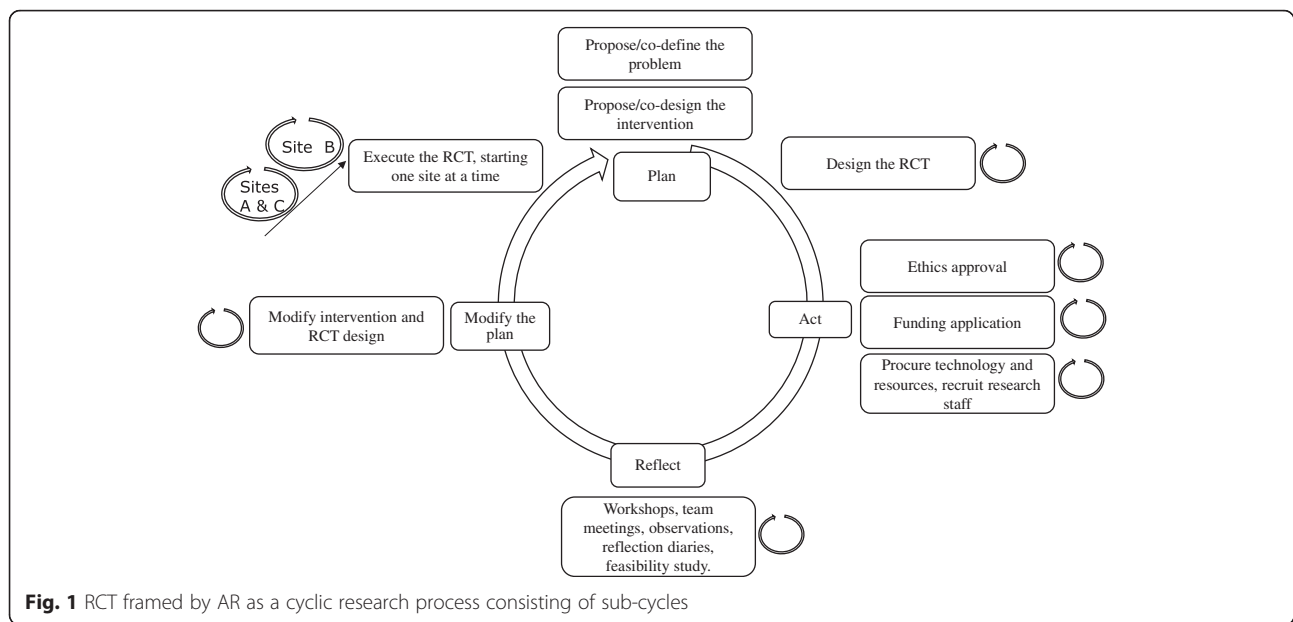 Propose/co-define the
problem
Propose/co-design the
intervention
Plan
Design the RCT
Ethics approval
Act
Funding application
Procure technology and
resources, recruit research
staff
Reflect
Workshops, team
meetings, observations,
reflection diaries,
feasibility study.
Modify the
plan
Modify intervention and
RCT design
Execute the RCT, starting
one site at a time
Site B
Sites
A & C
Fig. 1 RCT framed by AR as a cyclic research process consisting of sub-cycles